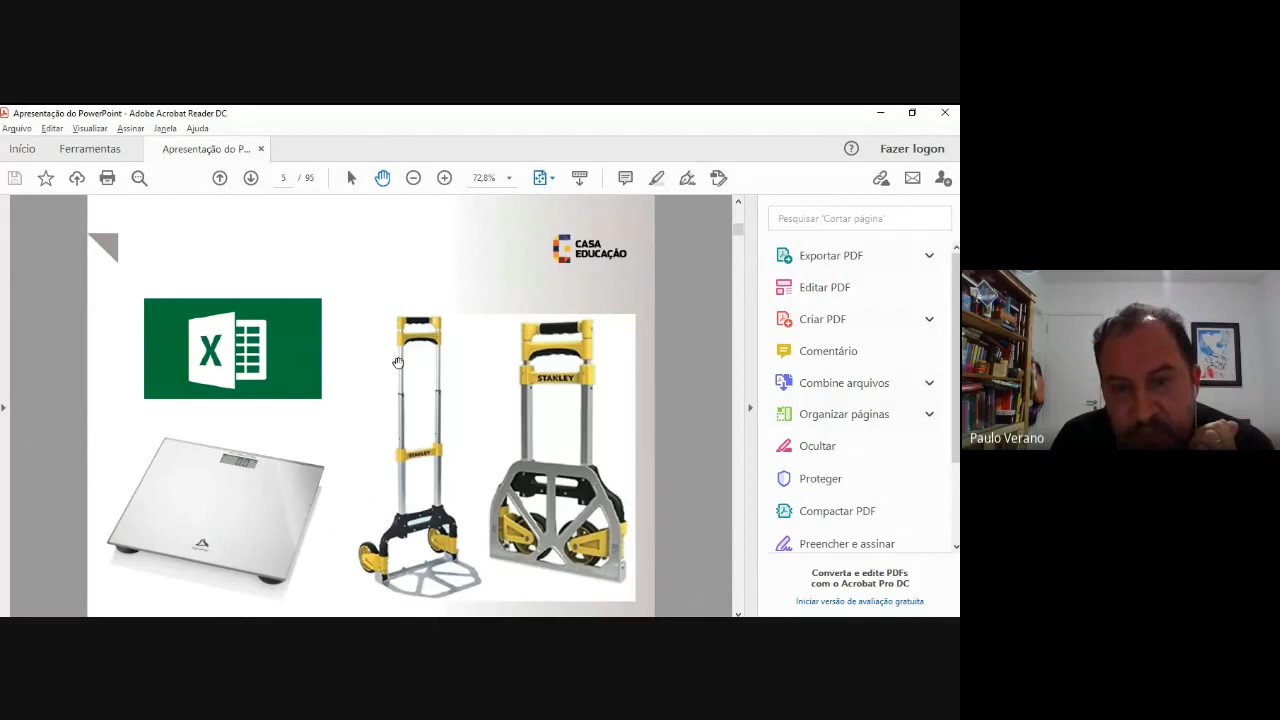 Apresentação do PowerPoint - Adobe Acrobat Reader DC
Arquivo Editar Visualizar Assinar Janela Ajuda
Início Ferramentas Apresentação do P... × Fazer logon
5 / 95 72,8%
Pesquisar 'Cortar página'
CASA
EDUCAÇÃO
Exportar PDF
Editar PDF
Criar PDF
Comentário
Combine arquivos
Organizar páginas
Ocultar
Proteger
Compactar PDF
Preencher e assinar
Converta e edite PDFs
com o Acrobat Pro DC
Iniciar versão de avaliação gratuita
X
STANLEY
STANLEY
Paulo Verano